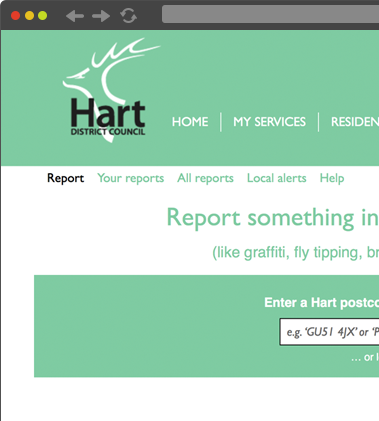 Hart
DISTRICT COUNCIL
HOME MY SERVICES RESIDEN
Report Your reports All reports Local alerts Help
Report something in
(like graffiti, fly tipping, br
Enter a Hart postco
e.g. ‘GU51 4JX’ or ‘P
... or l